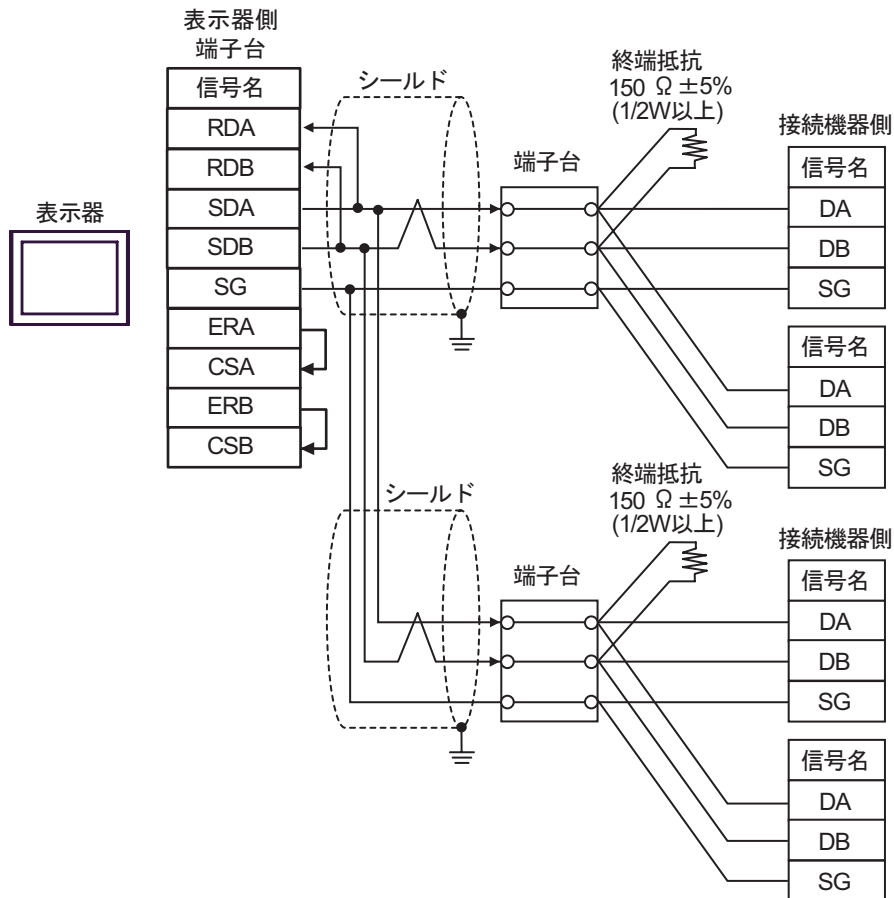 表示器側
端子台
信号名
RDA
RDB
SDA
SDB
SG
ERA
CSA
ERB
CSB
表示器
シールド
端子台
終端抵抗
150 Ω ±5%
(1/2W以上)
接続機器側
信号名
DA
DB
SG
信号名
DA
DB
SG
シールド
端子台
終端抵抗
150 Ω ±5%
(1/2W以上)
接続機器側
信号名
DA
DB
SG
信号名
DA
DB
SG